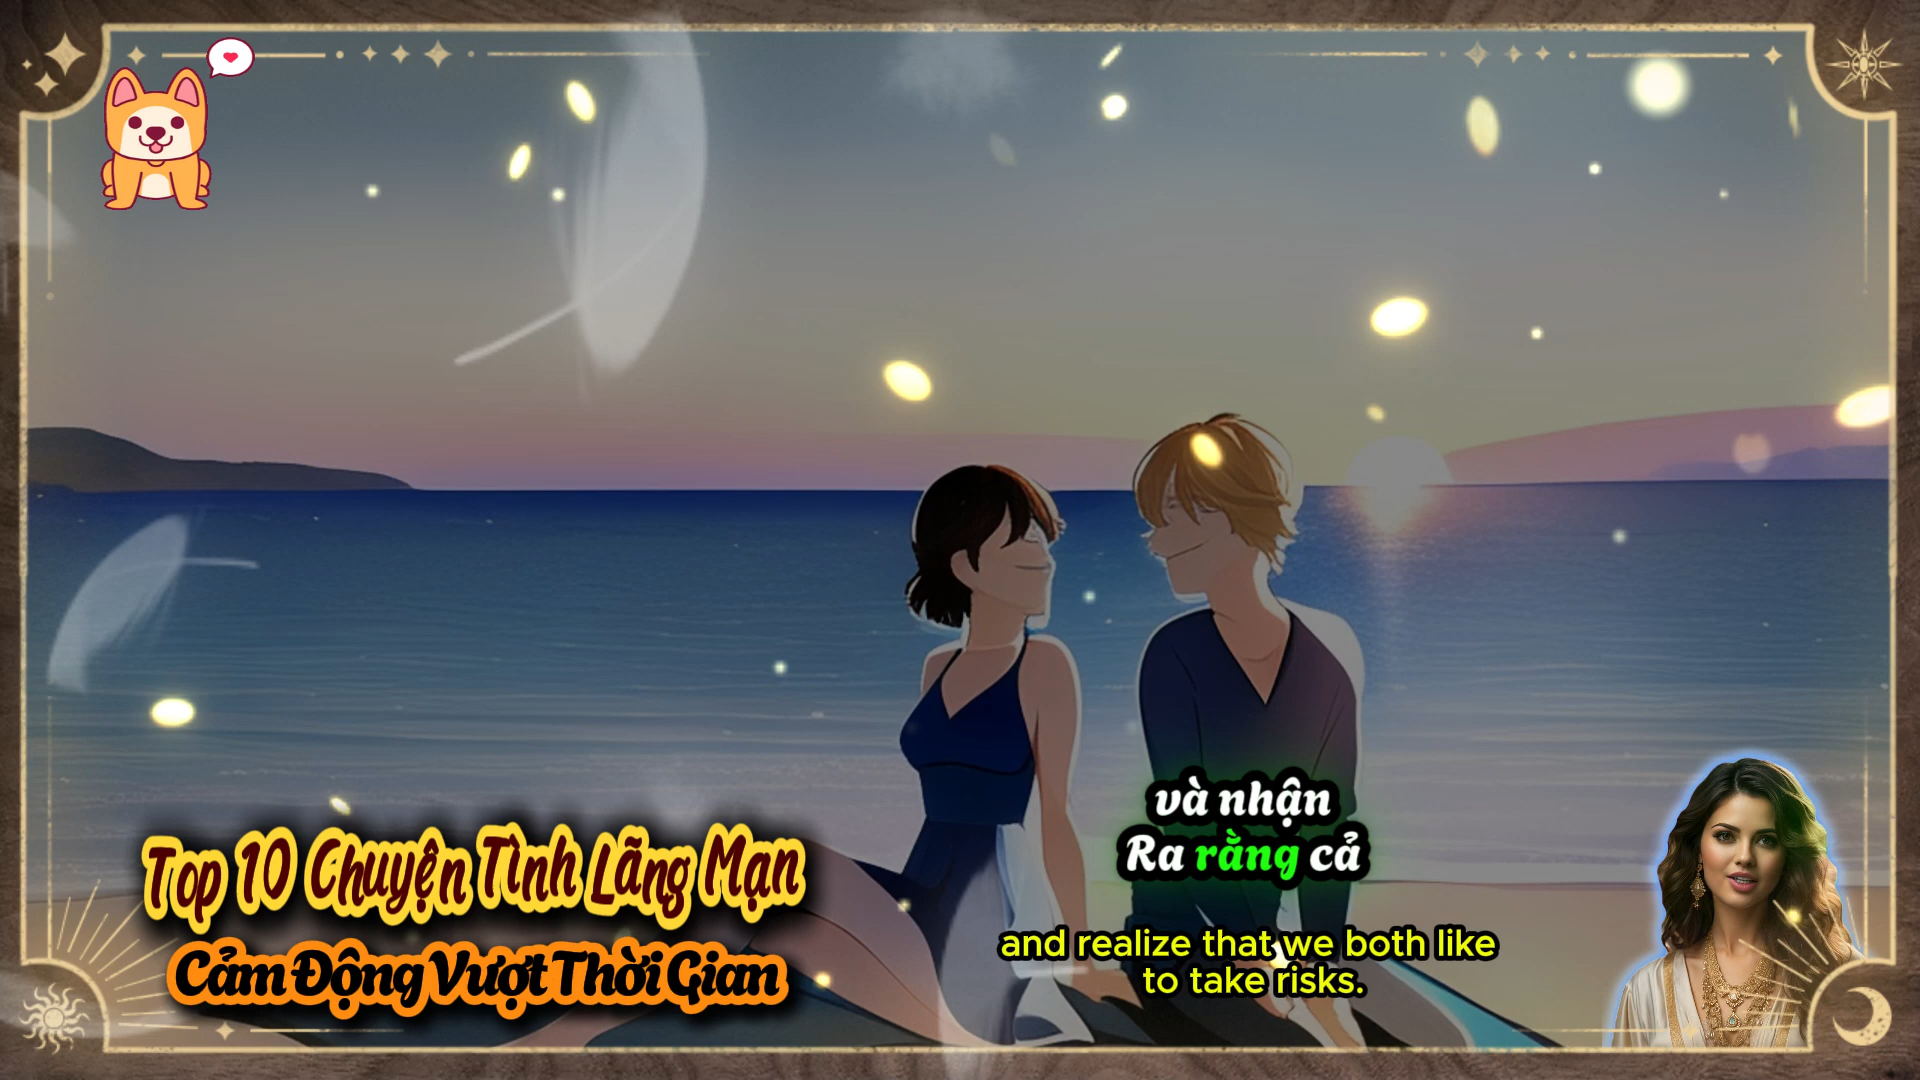 Top 10 Chuyện Tình Lãng Mạn
Cảm Động Vượt Thời Gian
và nhận
Ra rằng cả
and realize that we both like
to take risks.